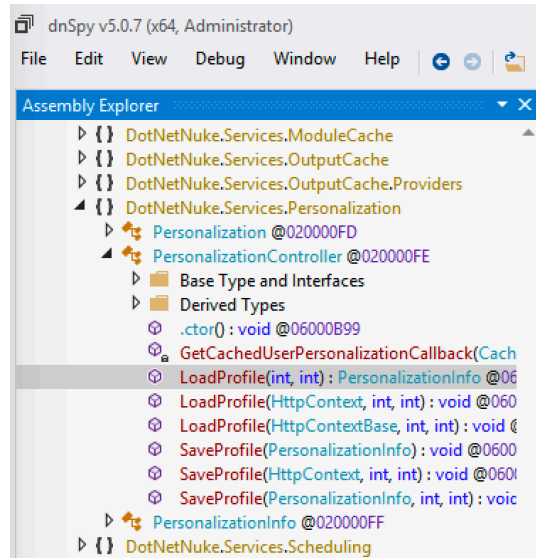 dnSpy v5.0.7 (x64, Administrator)
File Edit View Debug Window Help
Assembly Explorer
{ } DotNetNuke.Services.ModuleCache
{ } DotNetNuke.Services.OutputCache
{ } DotNetNuke.Services.OutputCache.Providers
{ } DotNetNuke.Services.Personalization
Personalization @020000FD
PersonalizationController @020000FE
Base Type and Interfaces
Derived Types
.ctor() : void @06000B99
GetCachedUserPersonalizationCallback(Cach
LoadProfile(int, int) : PersonalizationInfo @06
LoadProfile(HttpContext, int, int) : void @060
LoadProfile(HttpContextBase, int, int) : void (
SaveProfile(PersonalizationInfo) : void @0600
SaveProfile(HttpContext, int, int) : void @060
SaveProfile(PersonalizationInfo, int, int) : voic
PersonalizationInfo @020000FF
{ } DotNetNuke.Services.Scheduling